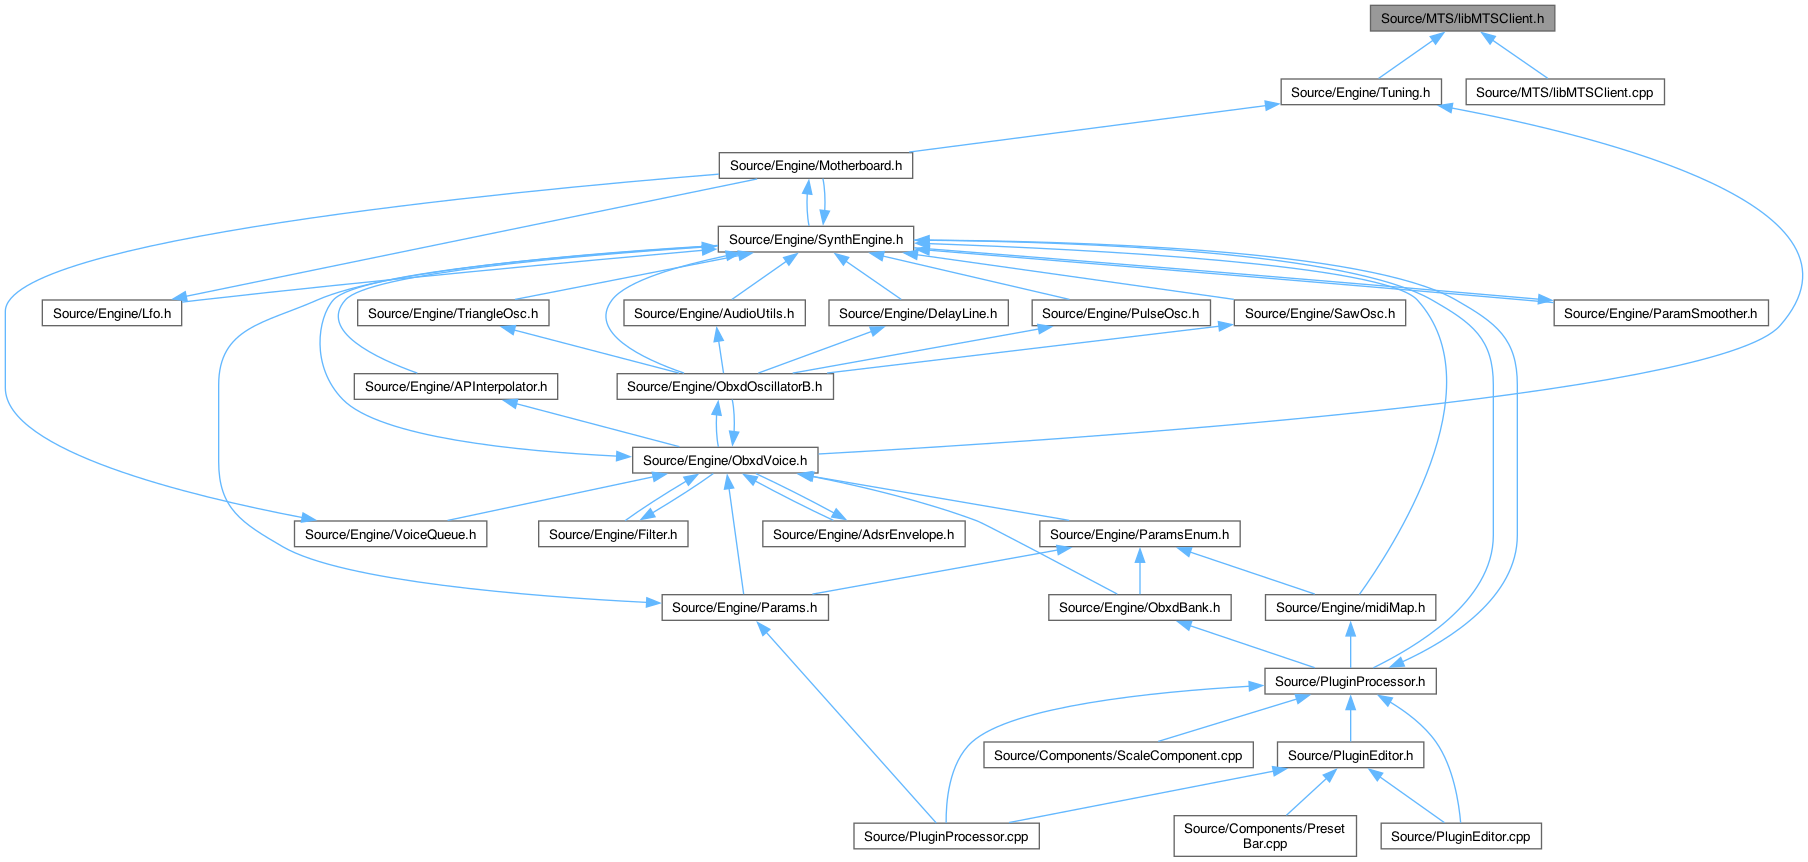 Source/MTS/libMTSClient.h
Source/Engine/Tuning.h
Source/MTS/libMTSClient.cpp
Source/Engine/Motherboard.h
Source/Engine/SynthEngine.h
Source/Engine/Lfo.h
Source/Engine/TriangleOsc.h
Source/Engine/AudioUtils.h
Source/Engine/DelayLine.h
Source/Engine/PulseOsc.h
Source/Engine/SawOsc.h
Source/Engine/ParamSmoother.h
Source/Engine/APInterpolator.h
Source/Engine/ObxdOscillatorB.h
Source/Engine/ObxdVoice.h
Source/Engine/VoiceQueue.h
Source/Engine/Filter.h
Source/Engine/AdsrEnvelope.h
Source/Engine/ParamsEnum.h
Source/Engine/Params.h
Source/Engine/ObxdBank.h
Source/Engine/midiMap.h
Source/PluginProcessor.h
Source/Components/ScaleComponent.cpp
Source/PluginEditor.h
Source/PluginProcessor.cpp
Source/Components/Preset
Bar.cpp
Source/PluginEditor.cpp